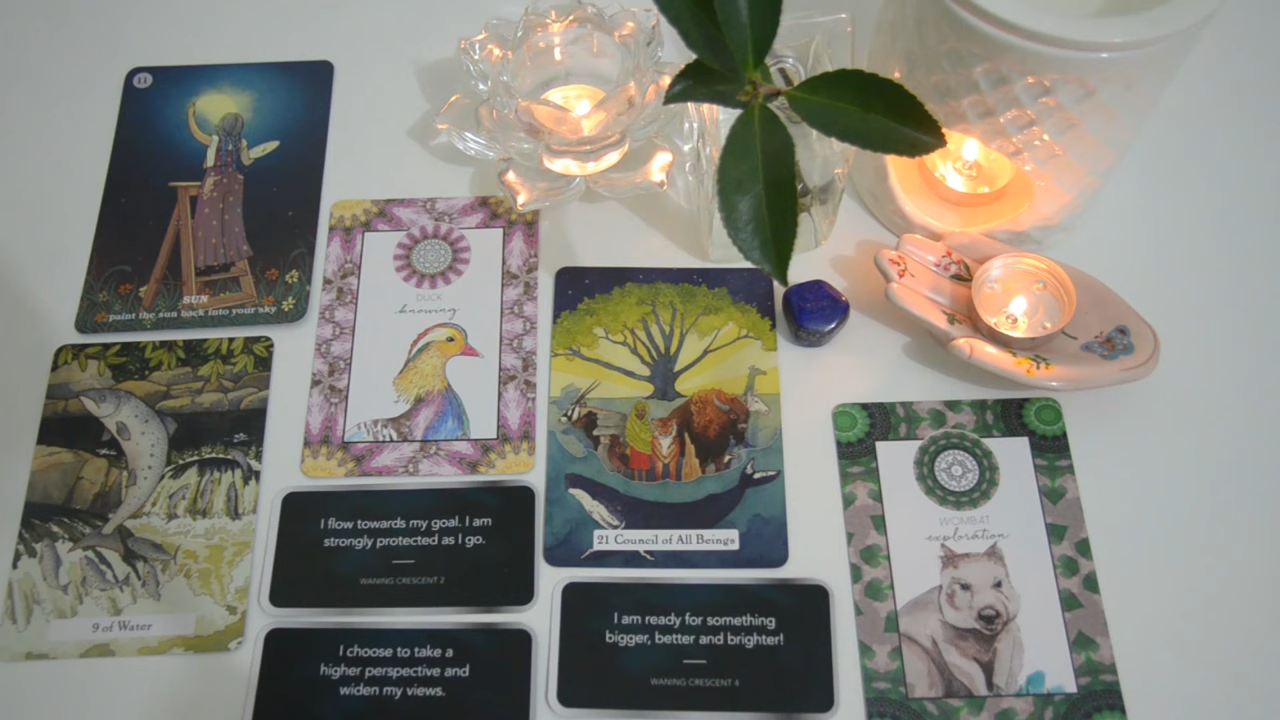 11
SUN
paint the sun back into your sky
DUCK
knowing
21 Council of All Beings
9 of Water
I flow towards my goal. I am
strongly protected as I go.
WANING CRESCENT 2
I choose to take a
higher perspective and
widen my views.
I am ready for something
bigger, better and brighter!
WANING CRESCENT 4
WOMBAT
exploration